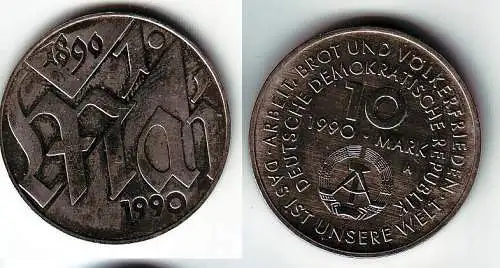 1890
1.
Mai
1990
ARBEIT · BROT UND VÖLKERFRIEDEN · DAS IST UNSERE WELT ·
DEUTSCHE DEMOKRATISCHE REPUBLIK
10
1990 · MARK
A